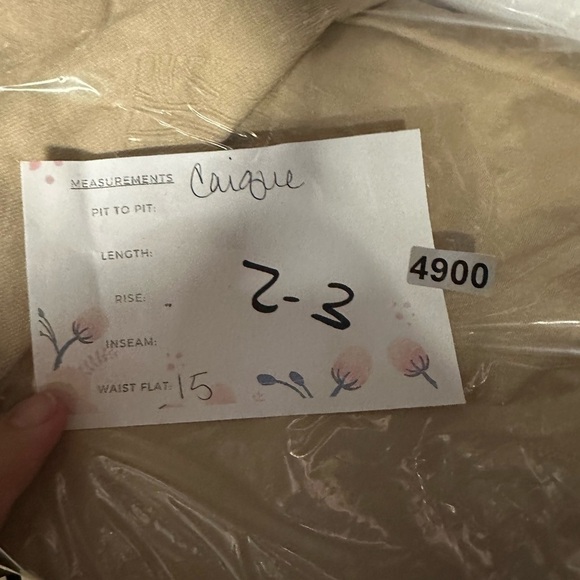 MEASUREMENTS Caique
PIT TO PIT:
LENGTH:
RISE: -
2-3
4900
INSEAM:
WAIST FLAT: 15